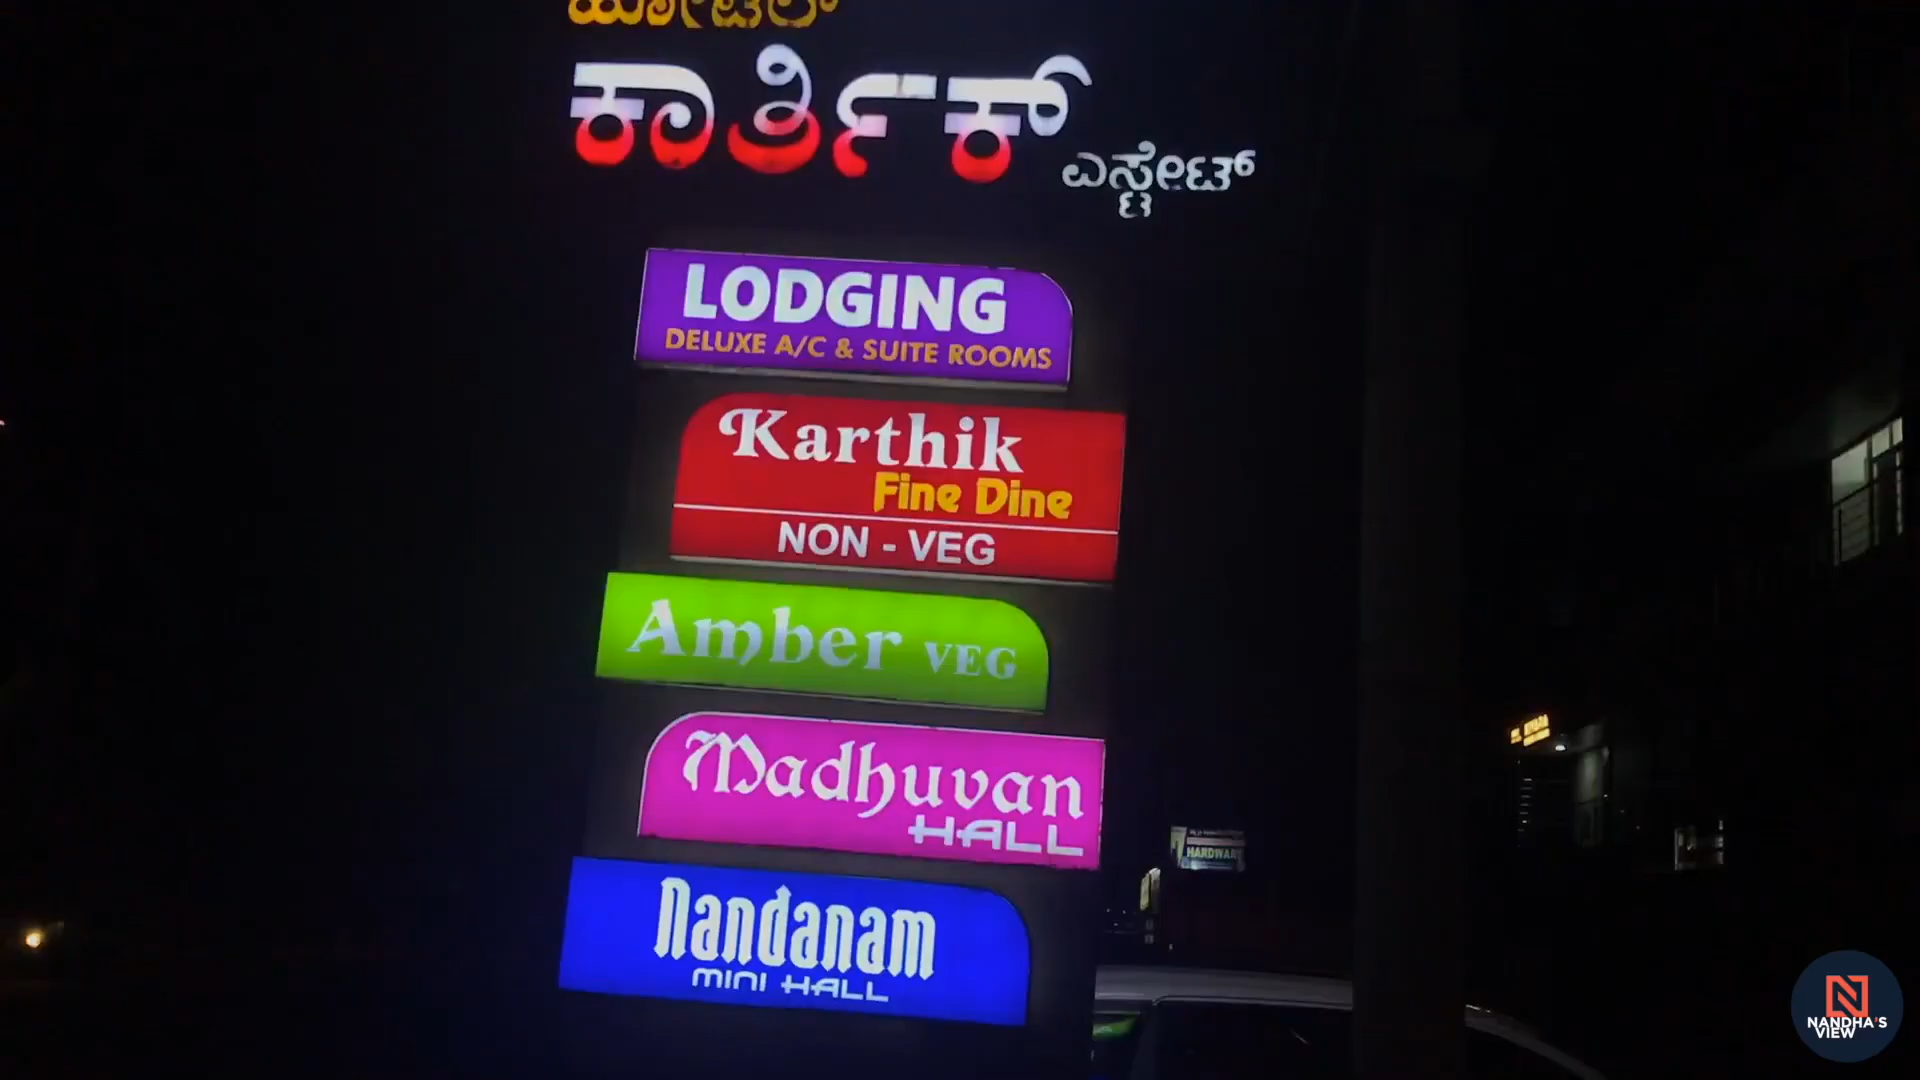 ಹೋಟೆಲ್
ಕಾರ್ತಿಕ್
ಎಸ್ಟೇಟ್
LODGING
DELUXE A/C & SUITE ROOMS
Karthik
Fine Dine
NON - VEG
Amber VEG
Madhuvan
HALL
Nandanam
MINI HALL
HARDWARE
NANDHA'S
VIEW